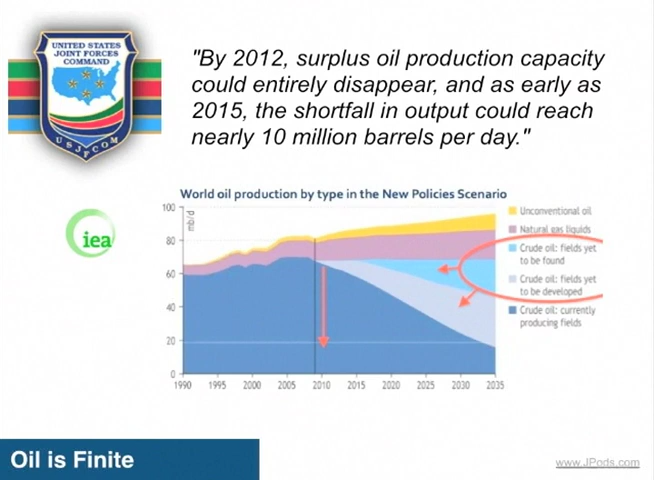 UNITED STATES
JOINT FORCES
COMMAND
USJFCOM
"By 2012, surplus oil production capacity
could entirely disappear, and as early as
2015, the shortfall in output could reach
nearly 10 million barrels per day."
iea
World oil production by type in the New Policies Scenario
mb/d
100
80
60
40
20
0
1990 1995 2000 2005 2010 2015 2020 2025 2030 2035
Unconventional oil
Natural gas liquids
Crude oil: fields yet
to be found
Crude oil: fields yet
to be developed
Crude oil: currently
producing fields
Oil is Finite
www.JPods.com